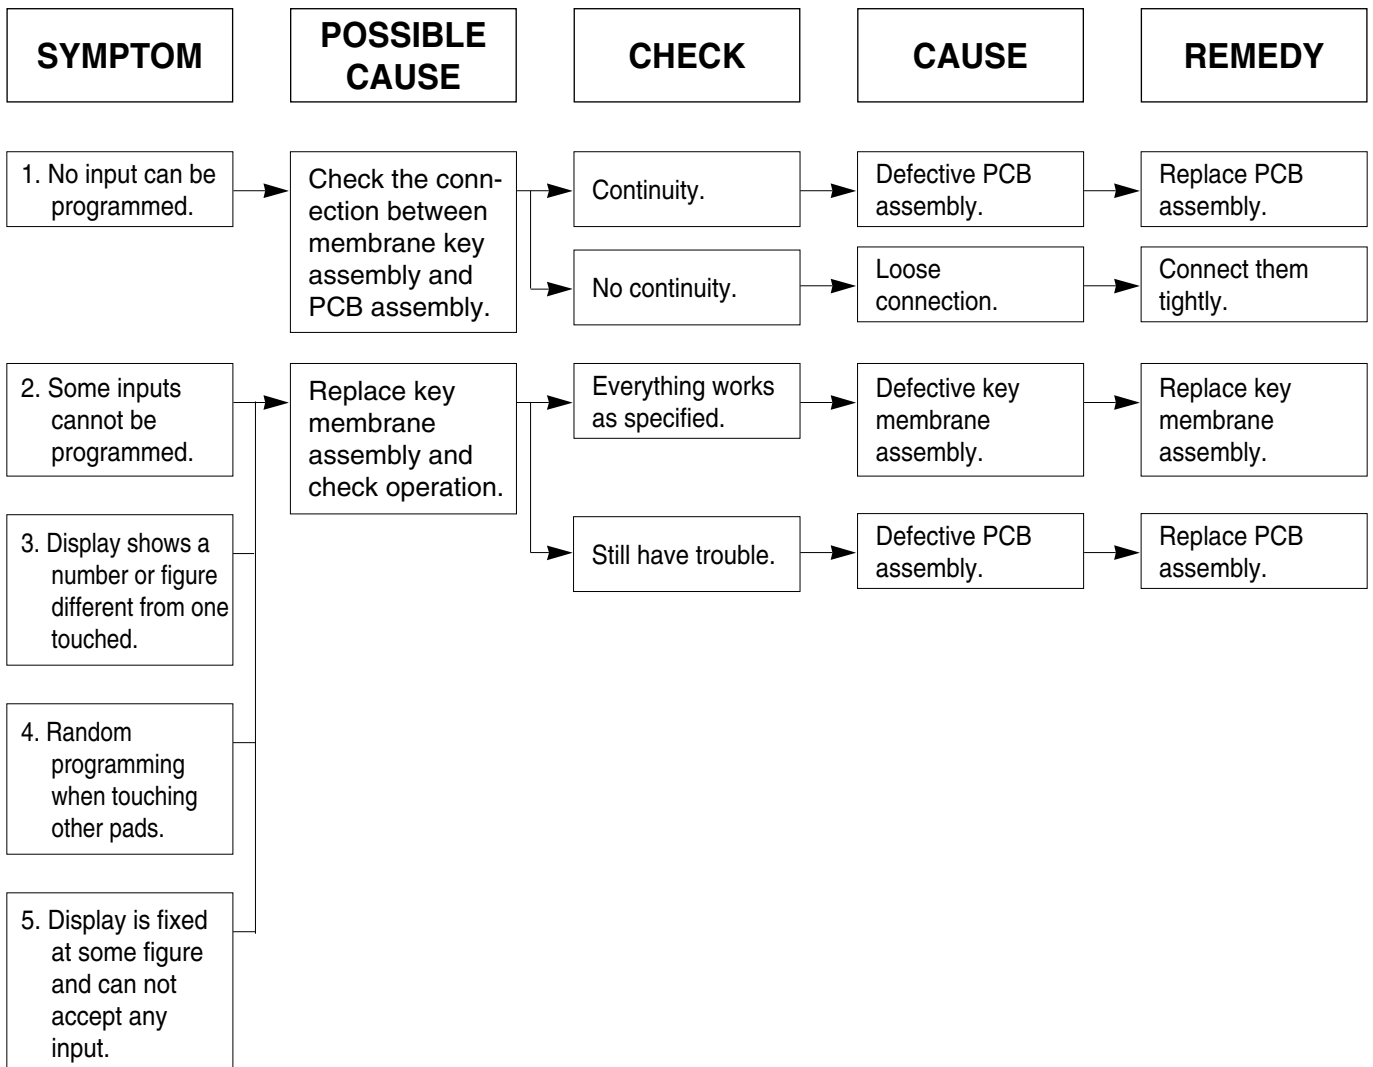 SYMPTOM
POSSIBLE
CAUSE
CHECK
CAUSE
REMEDY
1. No input can be
programmed.
Check the conn-
ection between
membrane key
assembly and
PCB assembly.
Continuity.
Defective PCB
assembly.
Replace PCB
assembly.
No continuity.
Loose
connection.
Connect them
tightly.
2. Some inputs
cannot be
programmed.
Replace key
membrane
assembly and
check operation.
Everything works
as specified.
Defective key
membrane
assembly.
Replace key
membrane
assembly.
Still have trouble.
Defective PCB
assembly.
Replace PCB
assembly.
3. Display shows a
number or figure
different from one
touched.
4. Random
programming
when touching
other pads.
5. Display is fixed
at some figure
and can not
accept any
input.